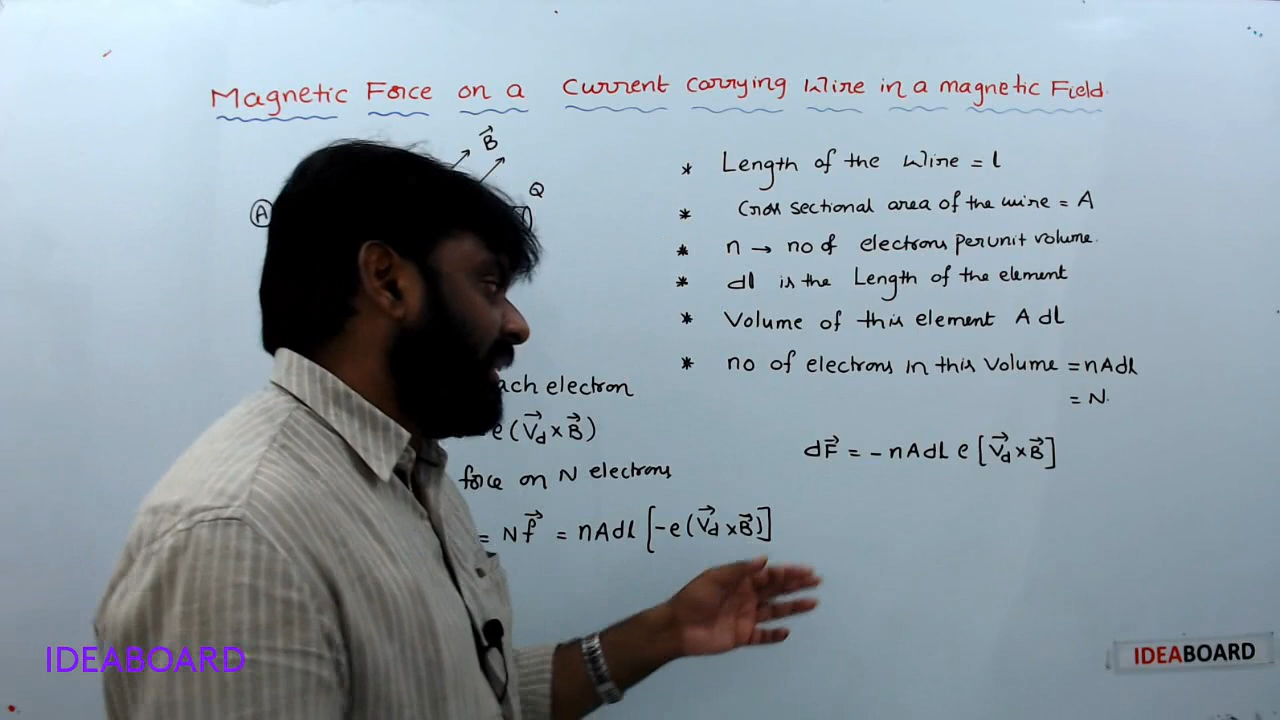 Magnetic Force on a Current Carrying Wire in a magnetic Field.
B⃗
Q
A
* Length of the Wire = l
* Cross sectional area of the wire = A
* n → no of electrons per unit volume.
* dl is the Length of the element
* Volume of this element A dl
* no of electrons in this Volume = nAdl
= N.
dF⃗ = - nAdl e [V⃗d × B⃗]
ach electron
e (V⃗d × B⃗)
force on N electrons
= N f⃗ = nAdl [-e (V⃗d × B⃗)]
IDEABOARD
IDEABOARD